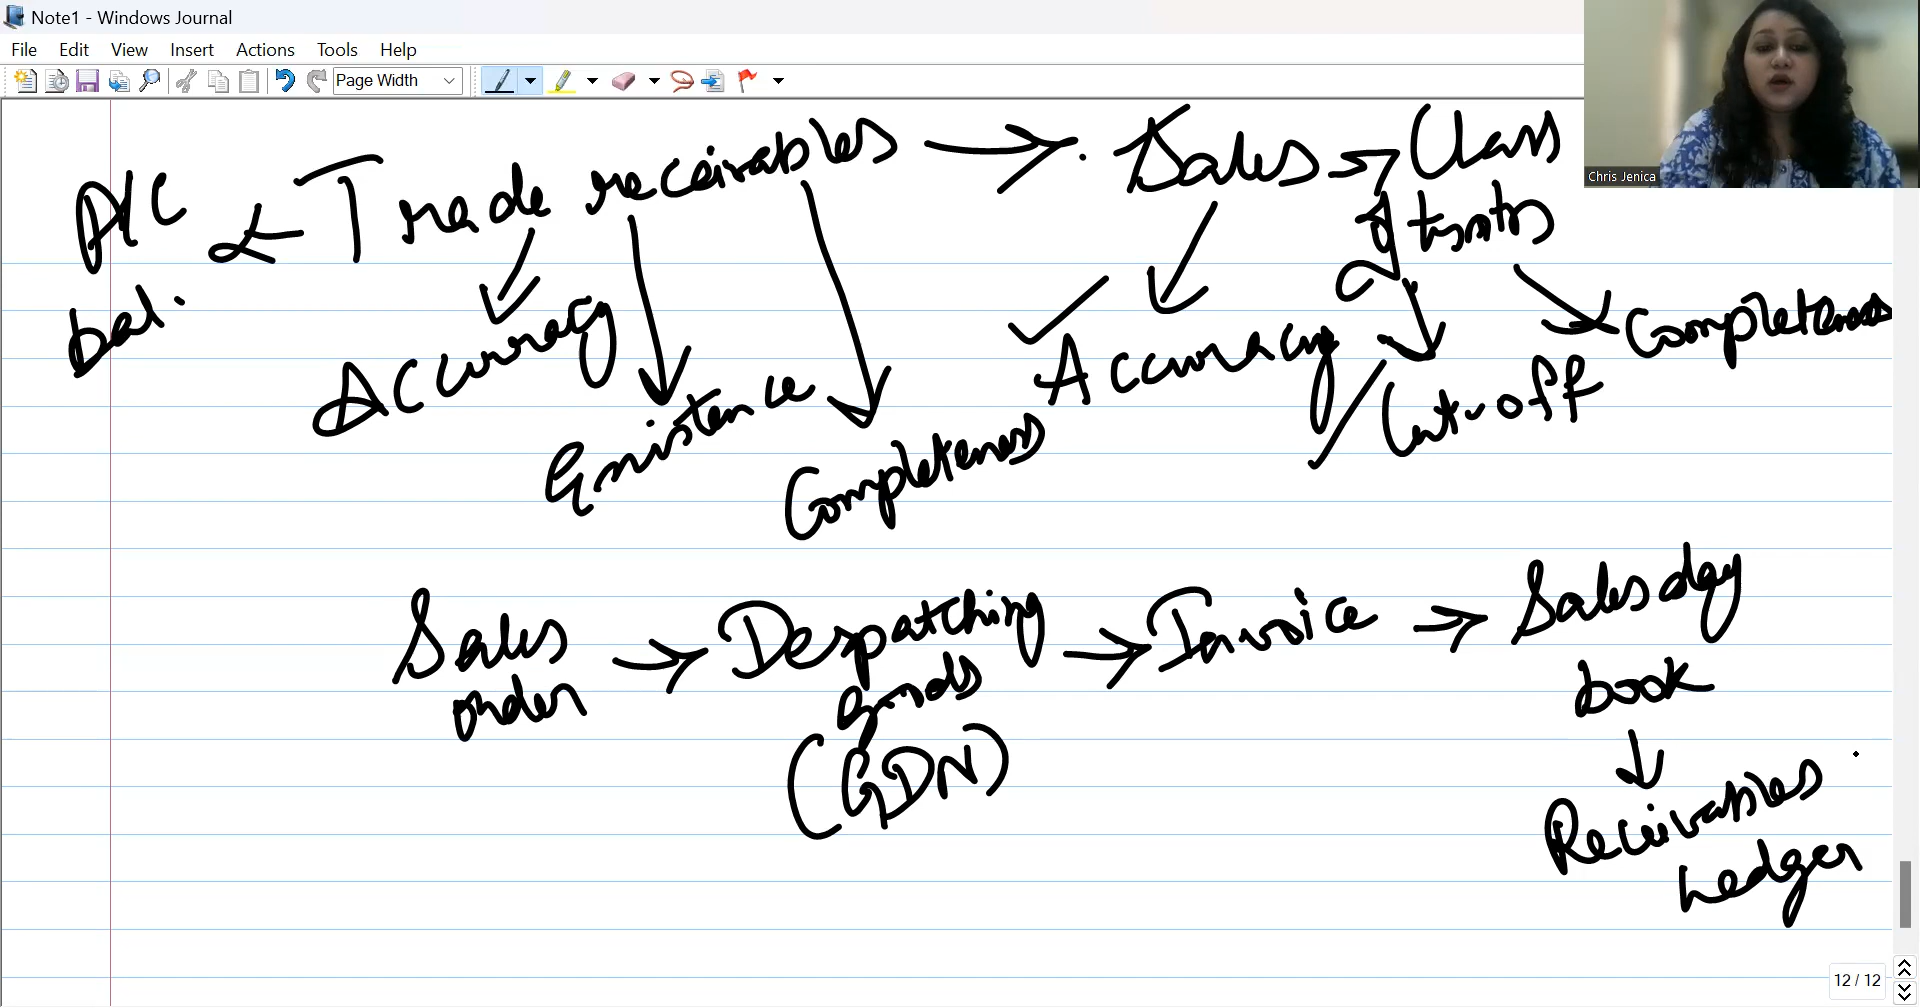 Note1 - Windows Journal
File Edit View Insert Actions Tools Help
Page Width
Chris Jenica
A/C bal. ← Trade receivables → Sales → Class of tsntns
Accuracy
Existence
Completeness
Accuracy
Cut-off
Completeness
Sales order → Despatching goods (GDN) → Invoice → Sales day book
↓
Receivables Ledger
12 / 12